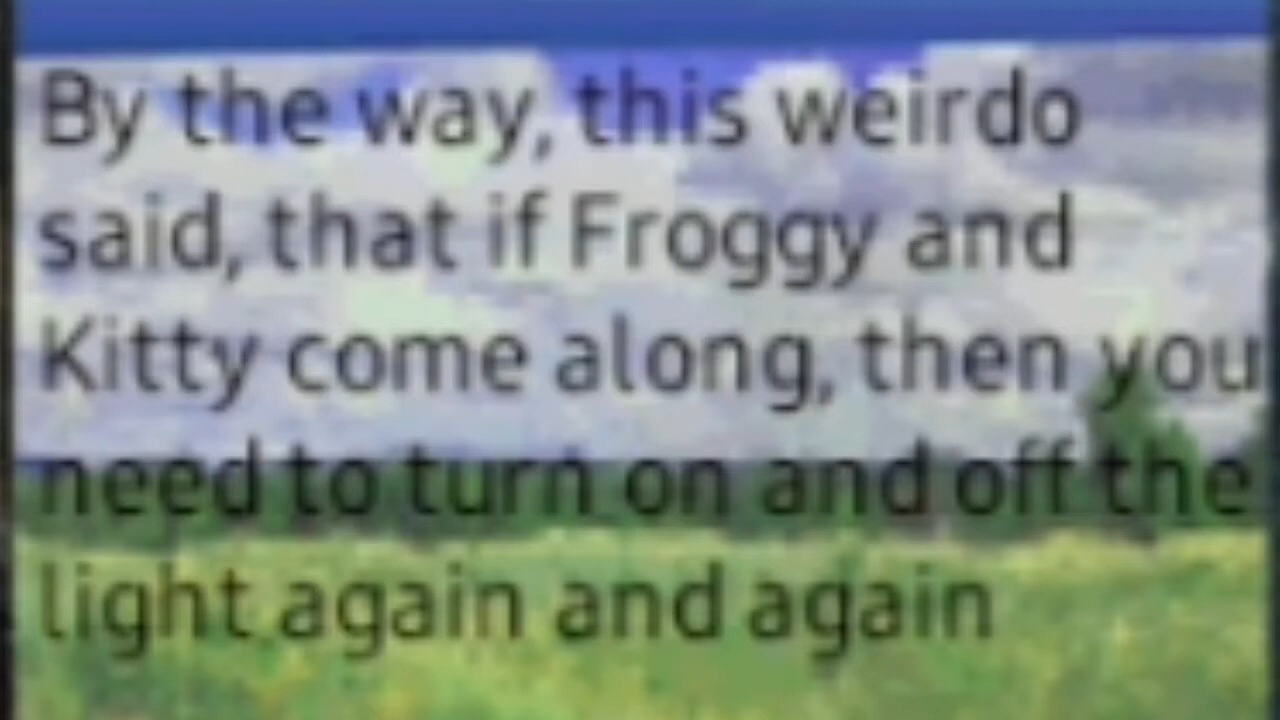 By the way, this weirdo
said, that if Froggy and
Kitty come along, then you
need to turn on and off the
light again and again